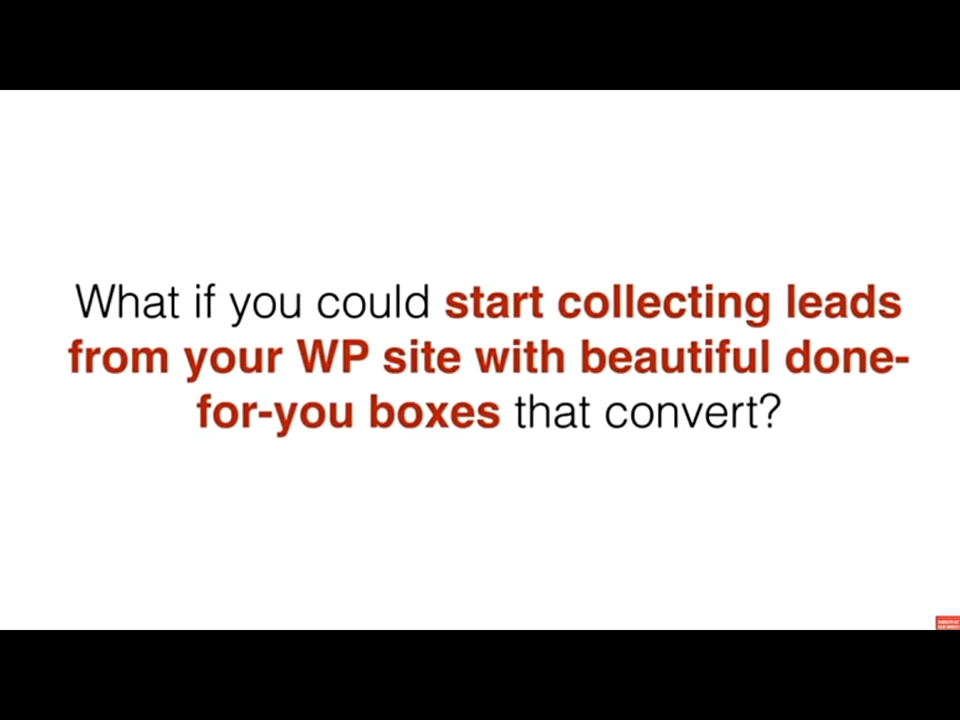 What if you could start collecting leads
from your WP site with beautiful done-
for-you boxes that convert?